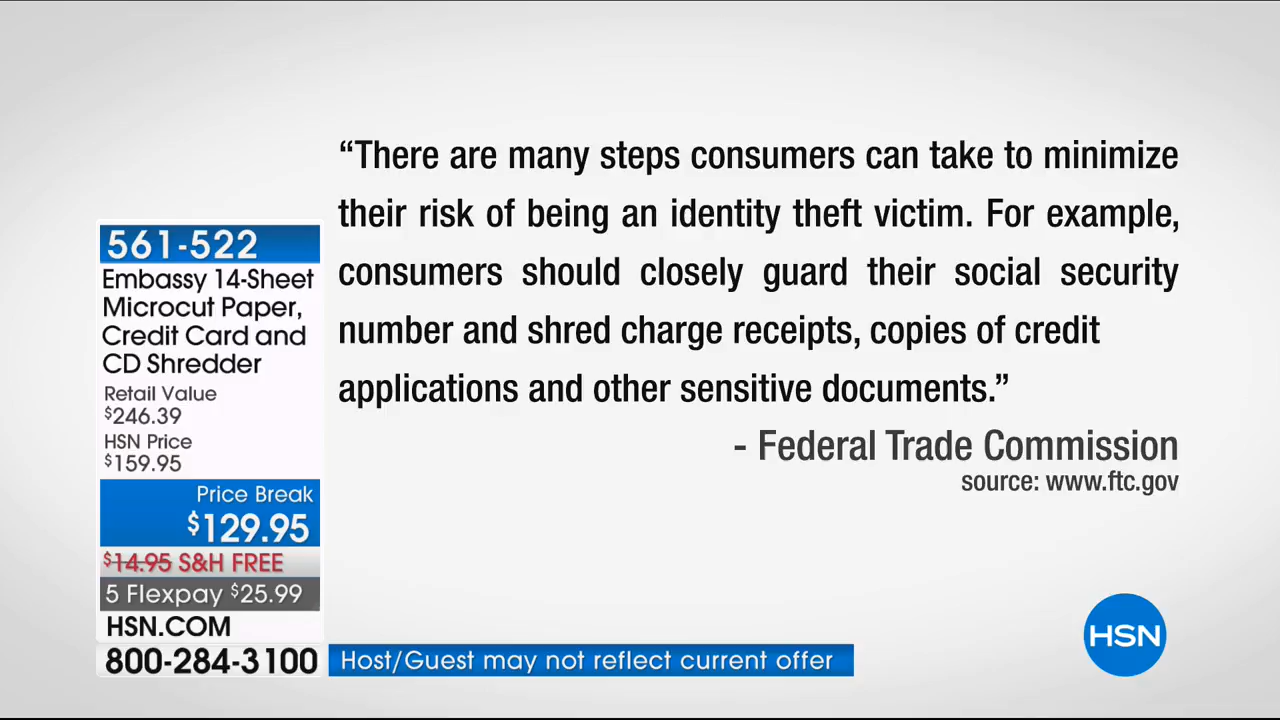 “There are many steps consumers can take to minimize
their risk of being an identity theft victim. For example,
consumers should closely guard their social security
number and shred charge receipts, copies of credit
applications and other sensitive documents.”
- Federal Trade Commission
source: www.ftc.gov
561-522
Embassy 14-Sheet
Microcut Paper,
Credit Card and
CD Shredder
Retail Value
$246.39
HSN Price
$159.95
Price Break
$129.95
$14.95 S&H FREE
5 Flexpay $25.99
HSN.COM
800-284-3100
Host/Guest may not reflect current offer
HSN